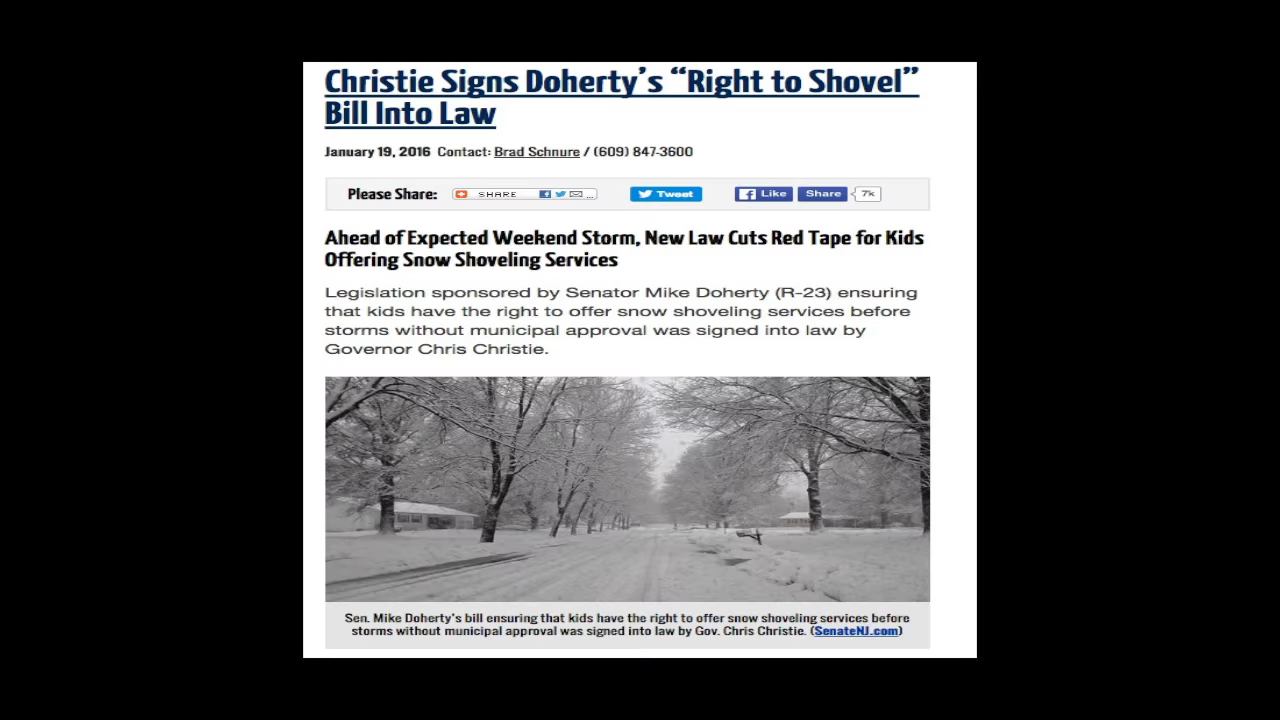 Christie Signs Doherty’s “Right to Shovel”
Bill Into Law
January 19, 2016 Contact: Brad Schnure / (609) 847-3600
Please Share: SHARE ... Tweet Like Share 7k
Ahead of Expected Weekend Storm, New Law Cuts Red Tape for Kids
Offering Snow Shoveling Services
Legislation sponsored by Senator Mike Doherty (R-23) ensuring
that kids have the right to offer snow shoveling services before
storms without municipal approval was signed into law by
Governor Chris Christie.
Sen. Mike Doherty’s bill ensuring that kids have the right to offer snow shoveling services before
storms without municipal approval was signed into law by Gov. Chris Christie. (SenateNJ.com)